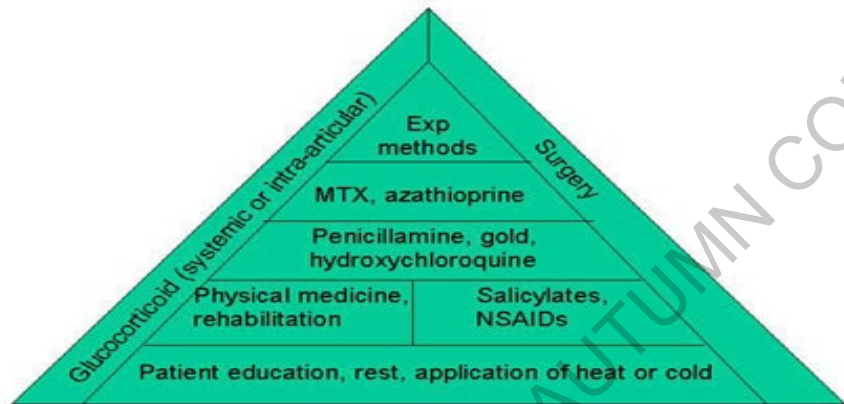 Exp
methods
MTX, azathioprine
Penicillamine, gold,
hydroxychloroquine
Physical medicine,
rehabilitation
Salicylates,
NSAIDs
Patient education, rest, application of heat or cold
Glucocorticoid (systemic or intra-articular)
Surgery
AUTUMN CO